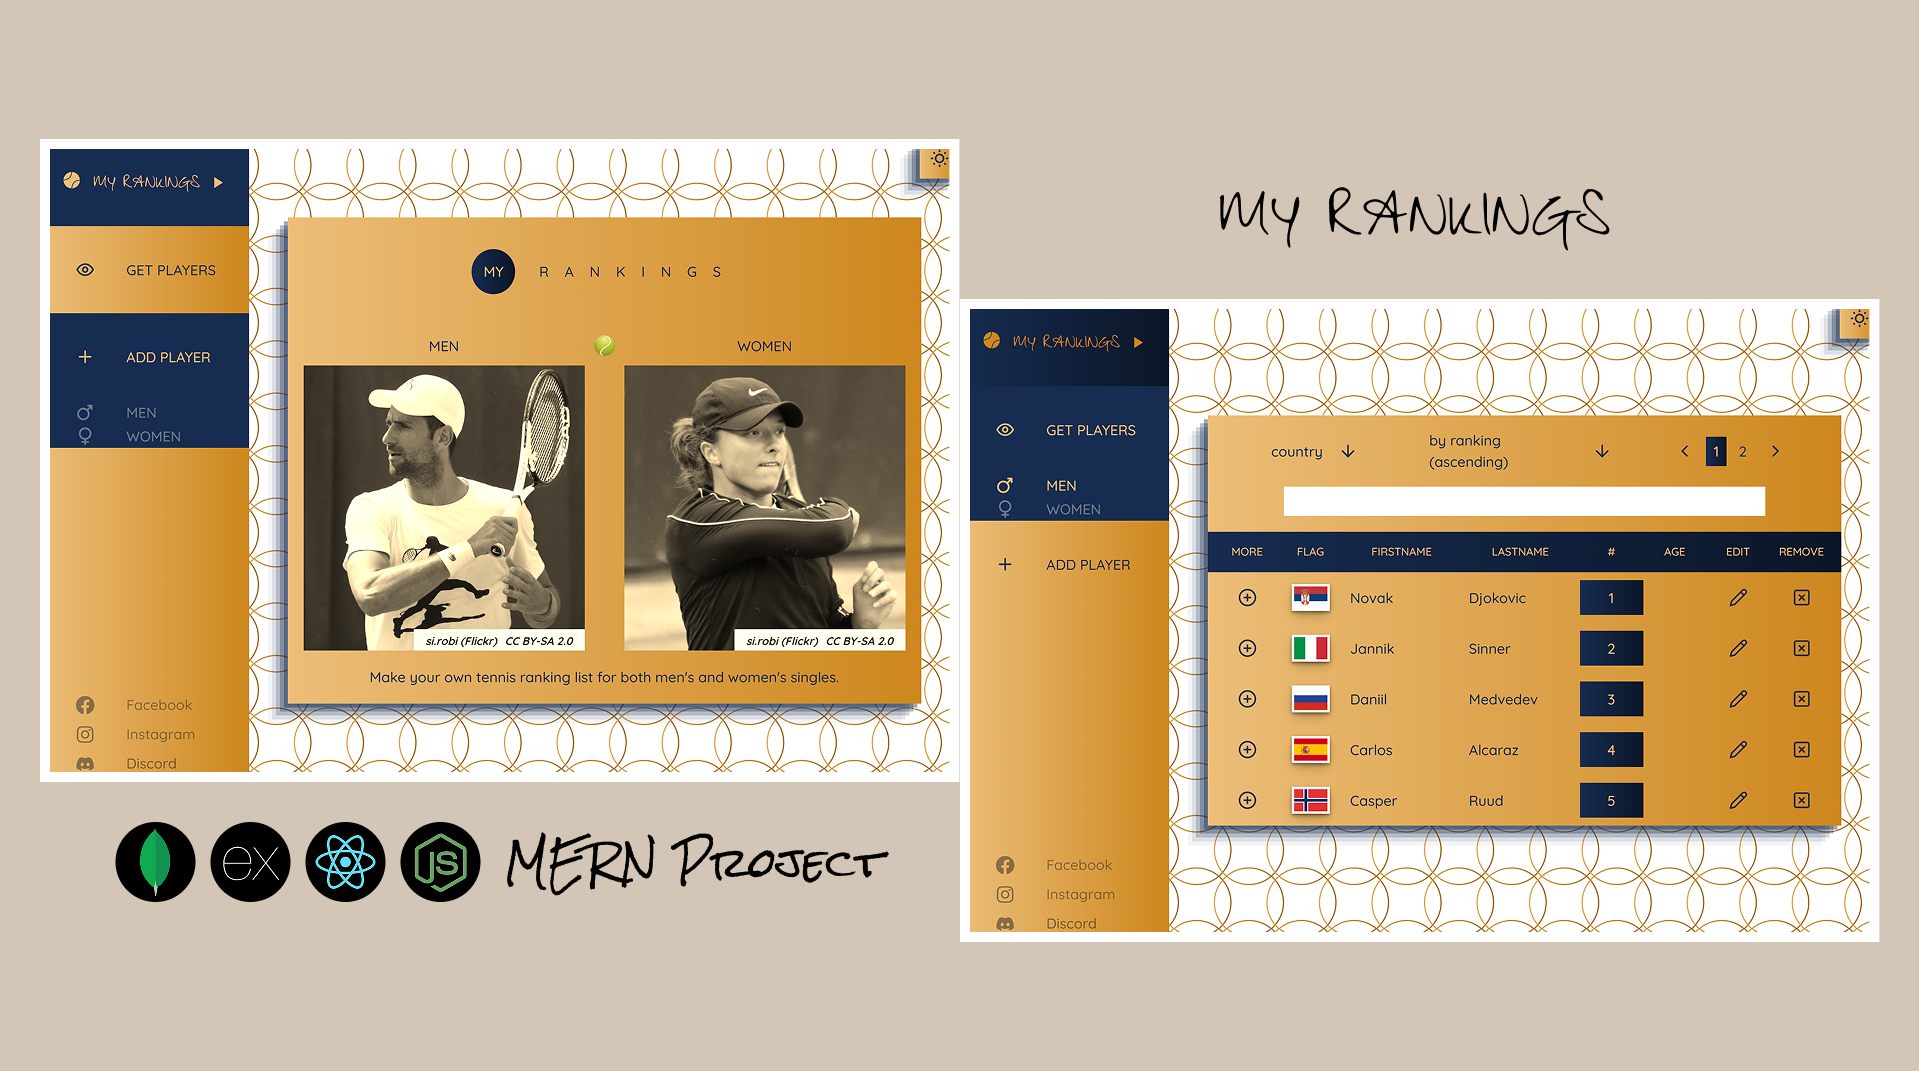 MY RANKINGS
GET PLAYERS
ADD PLAYER
MEN
WOMEN
Facebook
Instagram
Discord
MY RANKINGS
MEN
WOMEN
si.robi (Flickr) CC BY-SA 2.0
si.robi (Flickr) CC BY-SA 2.0
Make your own tennis ranking list for both men's and women's singles.
ex
JS
MERN PROJECT
MY RANKINGS
MY RANKINGS
GET PLAYERS
MEN
WOMEN
ADD PLAYER
Facebook
Instagram
Discord
country
by ranking
(ascending)
1 2
MORE FLAG FIRSTNAME LASTNAME # AGE EDIT REMOVE
Novak Djokovic 1
Jannik Sinner 2
Daniil Medvedev 3
Carlos Alcaraz 4
Casper Ruud 5